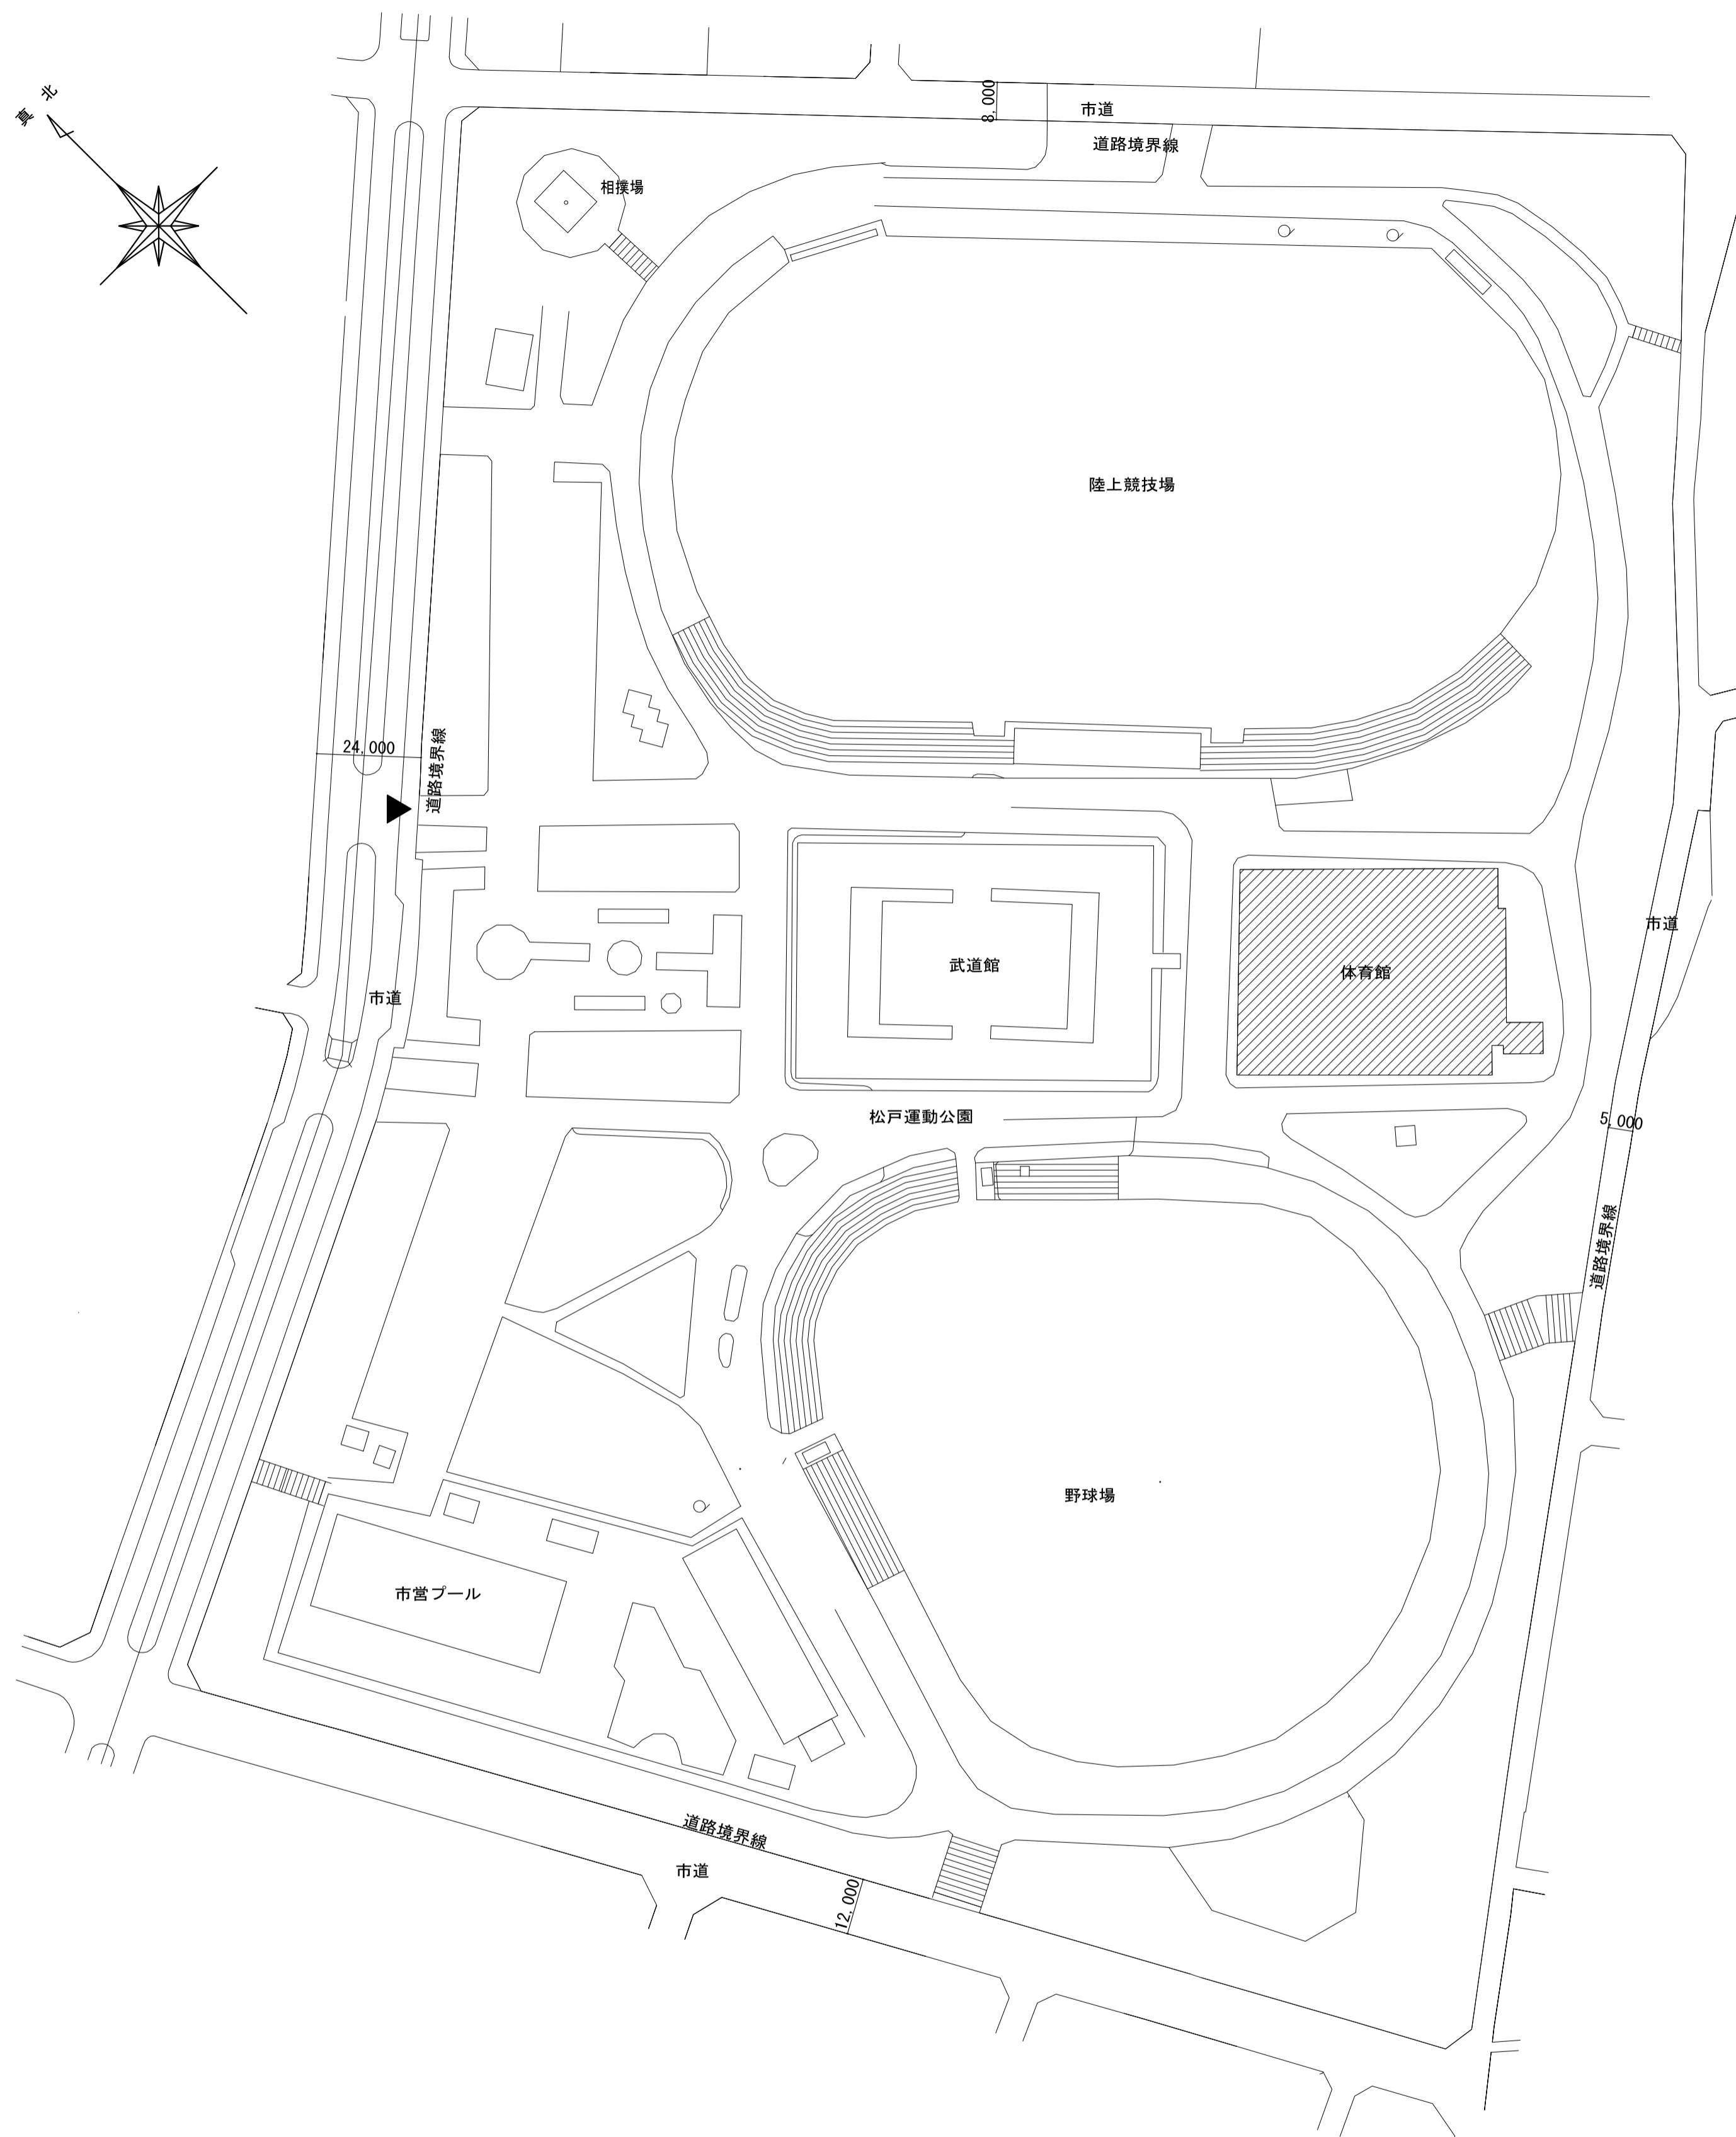 真北
8,000
市道
道路境界線
相撲場
陸上競技場
24,000
道路境界線
市道
武道館
体育館
市道
松戸運動公園
5,000
道路境界線
野球場
市営プール
道路境界線
市道
12,000